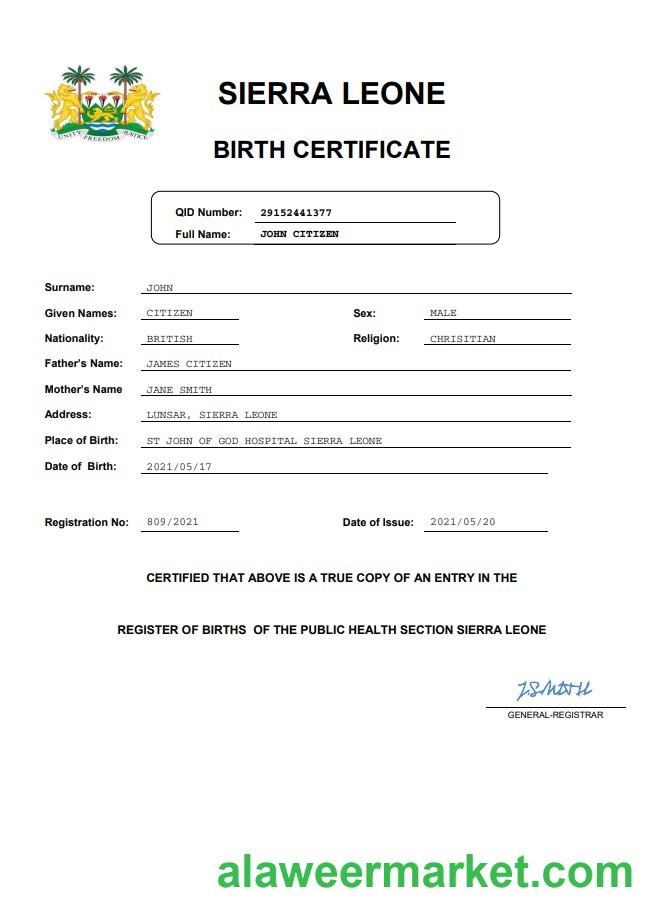 UNITY FREEDOM JUSTICE
SIERRA LEONE
BIRTH CERTIFICATE
QID Number: 29152441377
Full Name: JOHN CITIZEN
Surname: JOHN
Given Names: CITIZEN Sex: MALE
Nationality: BRITISH Religion: CHRISITIAN
Father's Name: JAMES CITIZEN
Mother's Name JANE SMITH
Address: LUNSAR, SIERRA LEONE
Place of Birth: ST JOHN OF GOD HOSPITAL SIERRA LEONE
Date of Birth: 2021/05/17
Registration No: 809/2021 Date of Issue: 2021/05/20
CERTIFIED THAT ABOVE IS A TRUE COPY OF AN ENTRY IN THE
REGISTER OF BIRTHS OF THE PUBLIC HEALTH SECTION SIERRA LEONE
J.SMITH
GENERAL-REGISTRAR
alaweermarket.com